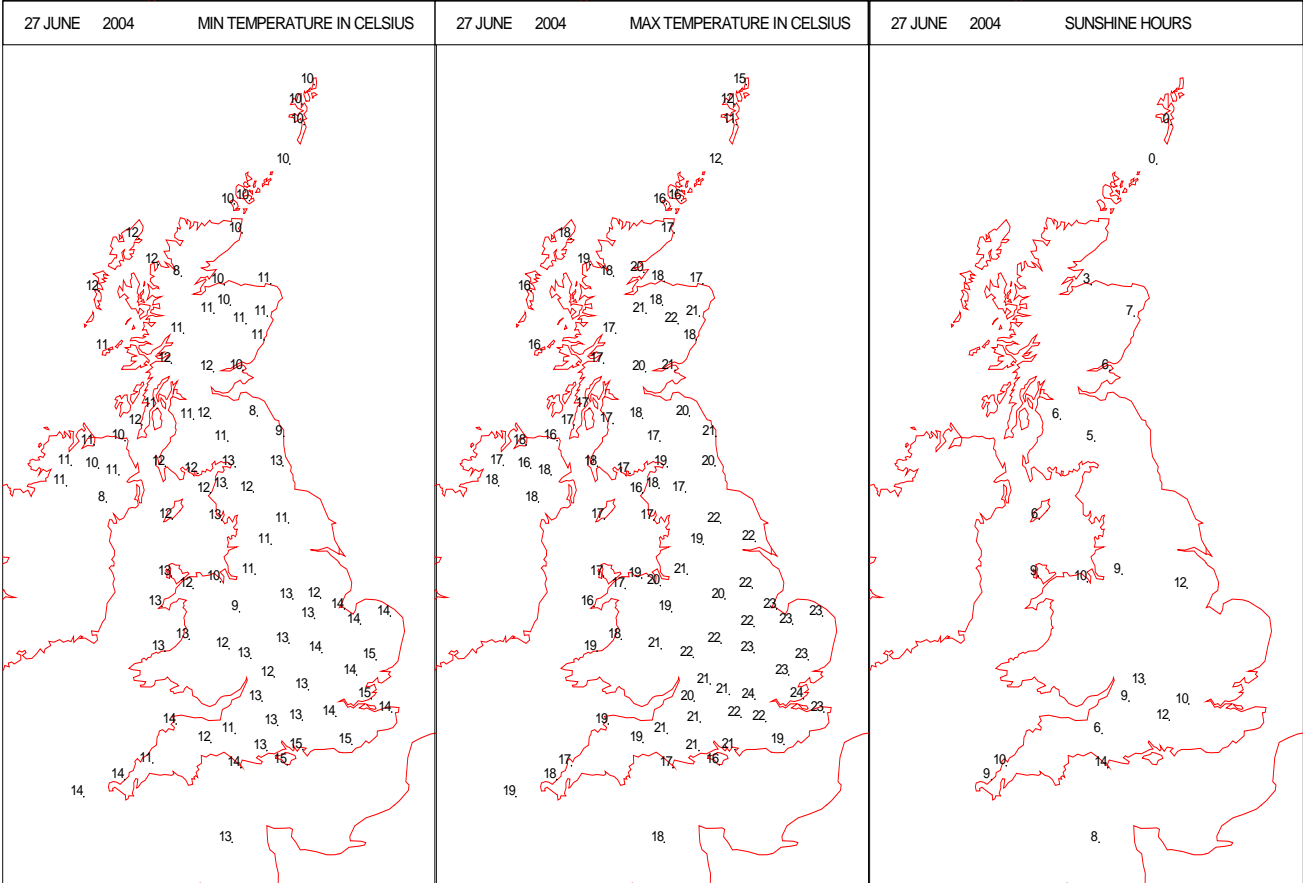 27 JUNE 2004 MIN TEMPERATURE IN CELSIUS
10.
10.
10.
10.
10. 10.
10.
12.
12. 8.
10. 11.
12.
10.
11. 11.
11.
11. 11.
11.
12. 12. 10.
11.
11. 12. 8.
12.
11. 10. 11. 9.
11. 10. 11. 12. 12. 13. 13.
11. 12. 13. 12.
8.
12. 13. 11.
11.
13. 12. 10. 11.
13. 9. 13. 12. 14.
13. 14. 14.
13. 13. 12. 13. 14.
13. 15.
12. 14.
13. 13. 15.
14. 13. 13. 14. 14.
12. 11. 13. 15. 15.
11. 14. 15.
14.
14.
13.
27 JUNE 2004 MAX TEMPERATURE IN CELSIUS
15.
12.
11.
12.
16. 16.
17.
18.
19. 18. 20.
18. 17.
16.
18.
21. 21.
21.
17. 18.
16.
17. 20. 21.
17.
17. 17. 18. 20.
18. 16. 17. 21.
17. 16. 18. 18. 17. 19. 20.
18. 16. 18. 17.
18.
17. 17. 22.
19. 22.
17. 17. 19. 20. 21. 22.
16. 19. 20. 23. 23.
22. 23.
19. 18. 21. 22. 23.
22. 23.
21. 23.
20. 21. 24. 24.
19. 21. 22. 22. 23.
19. 21. 21. 21. 19.
17. 17. 16.
18.
19.
18.
27 JUNE 2004 SUNSHINE HOURS
0.
0.
3.
7.
6.
6.
5.
6.
9. 10. 9.
12.
13.
9. 10.
12.
6.
10. 14.
9.
8.